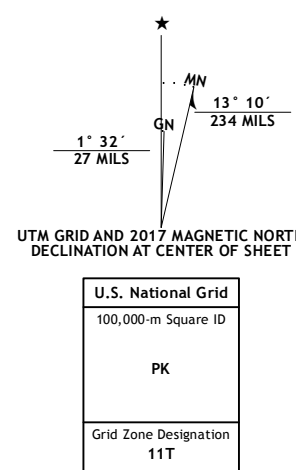 ★
MN
GN
13° 10´
234 MILS
1° 32´
27 MILS
UTM GRID AND 2017 MAGNETIC NORT
DECLINATION AT CENTER OF SHEET
U.S. National Grid
100,000-m Square ID
PK
Grid Zone Designation
11T